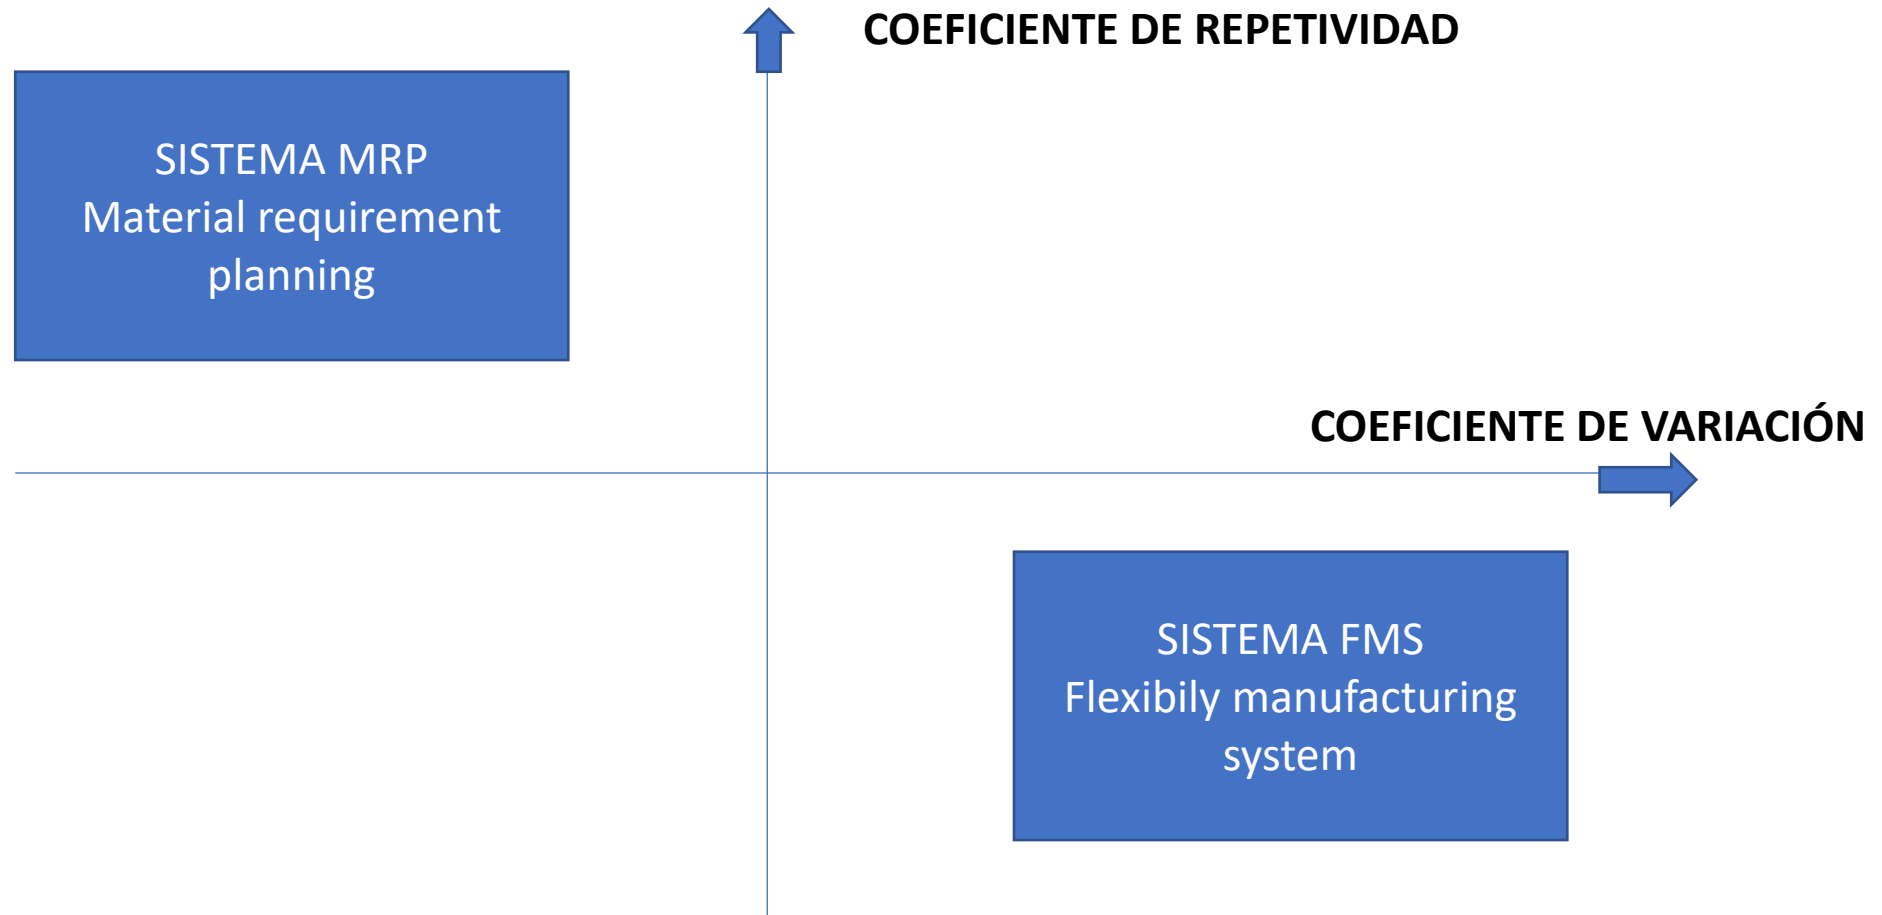 COEFICIENTE DE REPETIVIDAD
SISTEMA MRP
Material requirement
planning
COEFICIENTE DE VARIACIÓN
SISTEMA FMS
Flexibily manufacturing
system